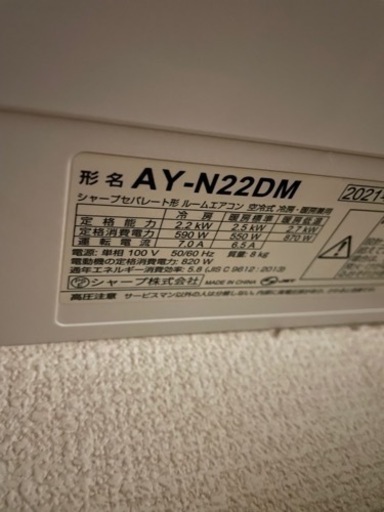 形名 AY-N22DM 2021
シャープセパレート形 ルームエアコン 空冷式 冷房・暖房兼用
冷房 暖房標準 暖房低温
定格能力 2.2 kW 2.5 kW 2.7 kW
定格消費電力 590 W 550 W 870 W
運転電流 7.0 A 6.5 A
電源: 単相 100 V 50/60 Hz 質量: 8 kg
電動機の定格消費電力: 820 W
通年エネルギー消費効率: 5.8 (JIS C 9612 : 2013)
シャープ株式会社 MADE IN CHINA
高圧注意 サービスマン以外の人は分解しない